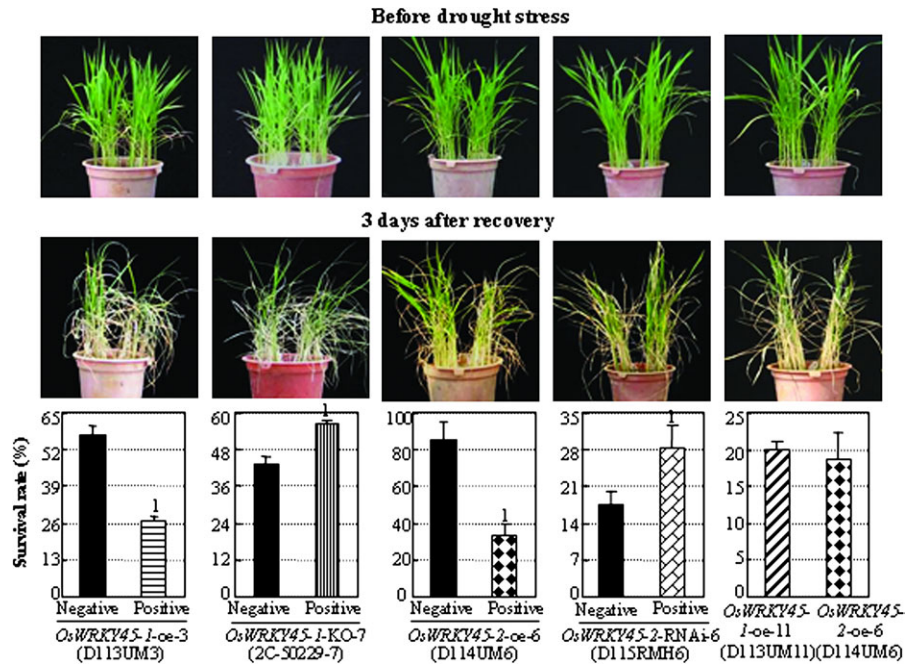 Before drought stress
3 days after recovery
Survival rate (%)
65
52
39
26
13
0
1
Negative Positive
OsWRKY45-1-oe-3
(D113UM3)
60
48
36
24
12
0
1
Negative Positive
OsWRKY45-1-KO-7
(2C-50229-7)
100
80
60
40
20
0
1
Negative Positive
OsWRKY45-2-oe-6
(D114UM6)
35
28
21
14
7
0
1
Negative Positive
OsWRKY45-2-RNAi-6
(D115RMH6)
25
20
15
10
5
0
OsWRKY45- OsWRKY45-
1-oe-11 2-oe-6
(D113UM11)(D114UM6)